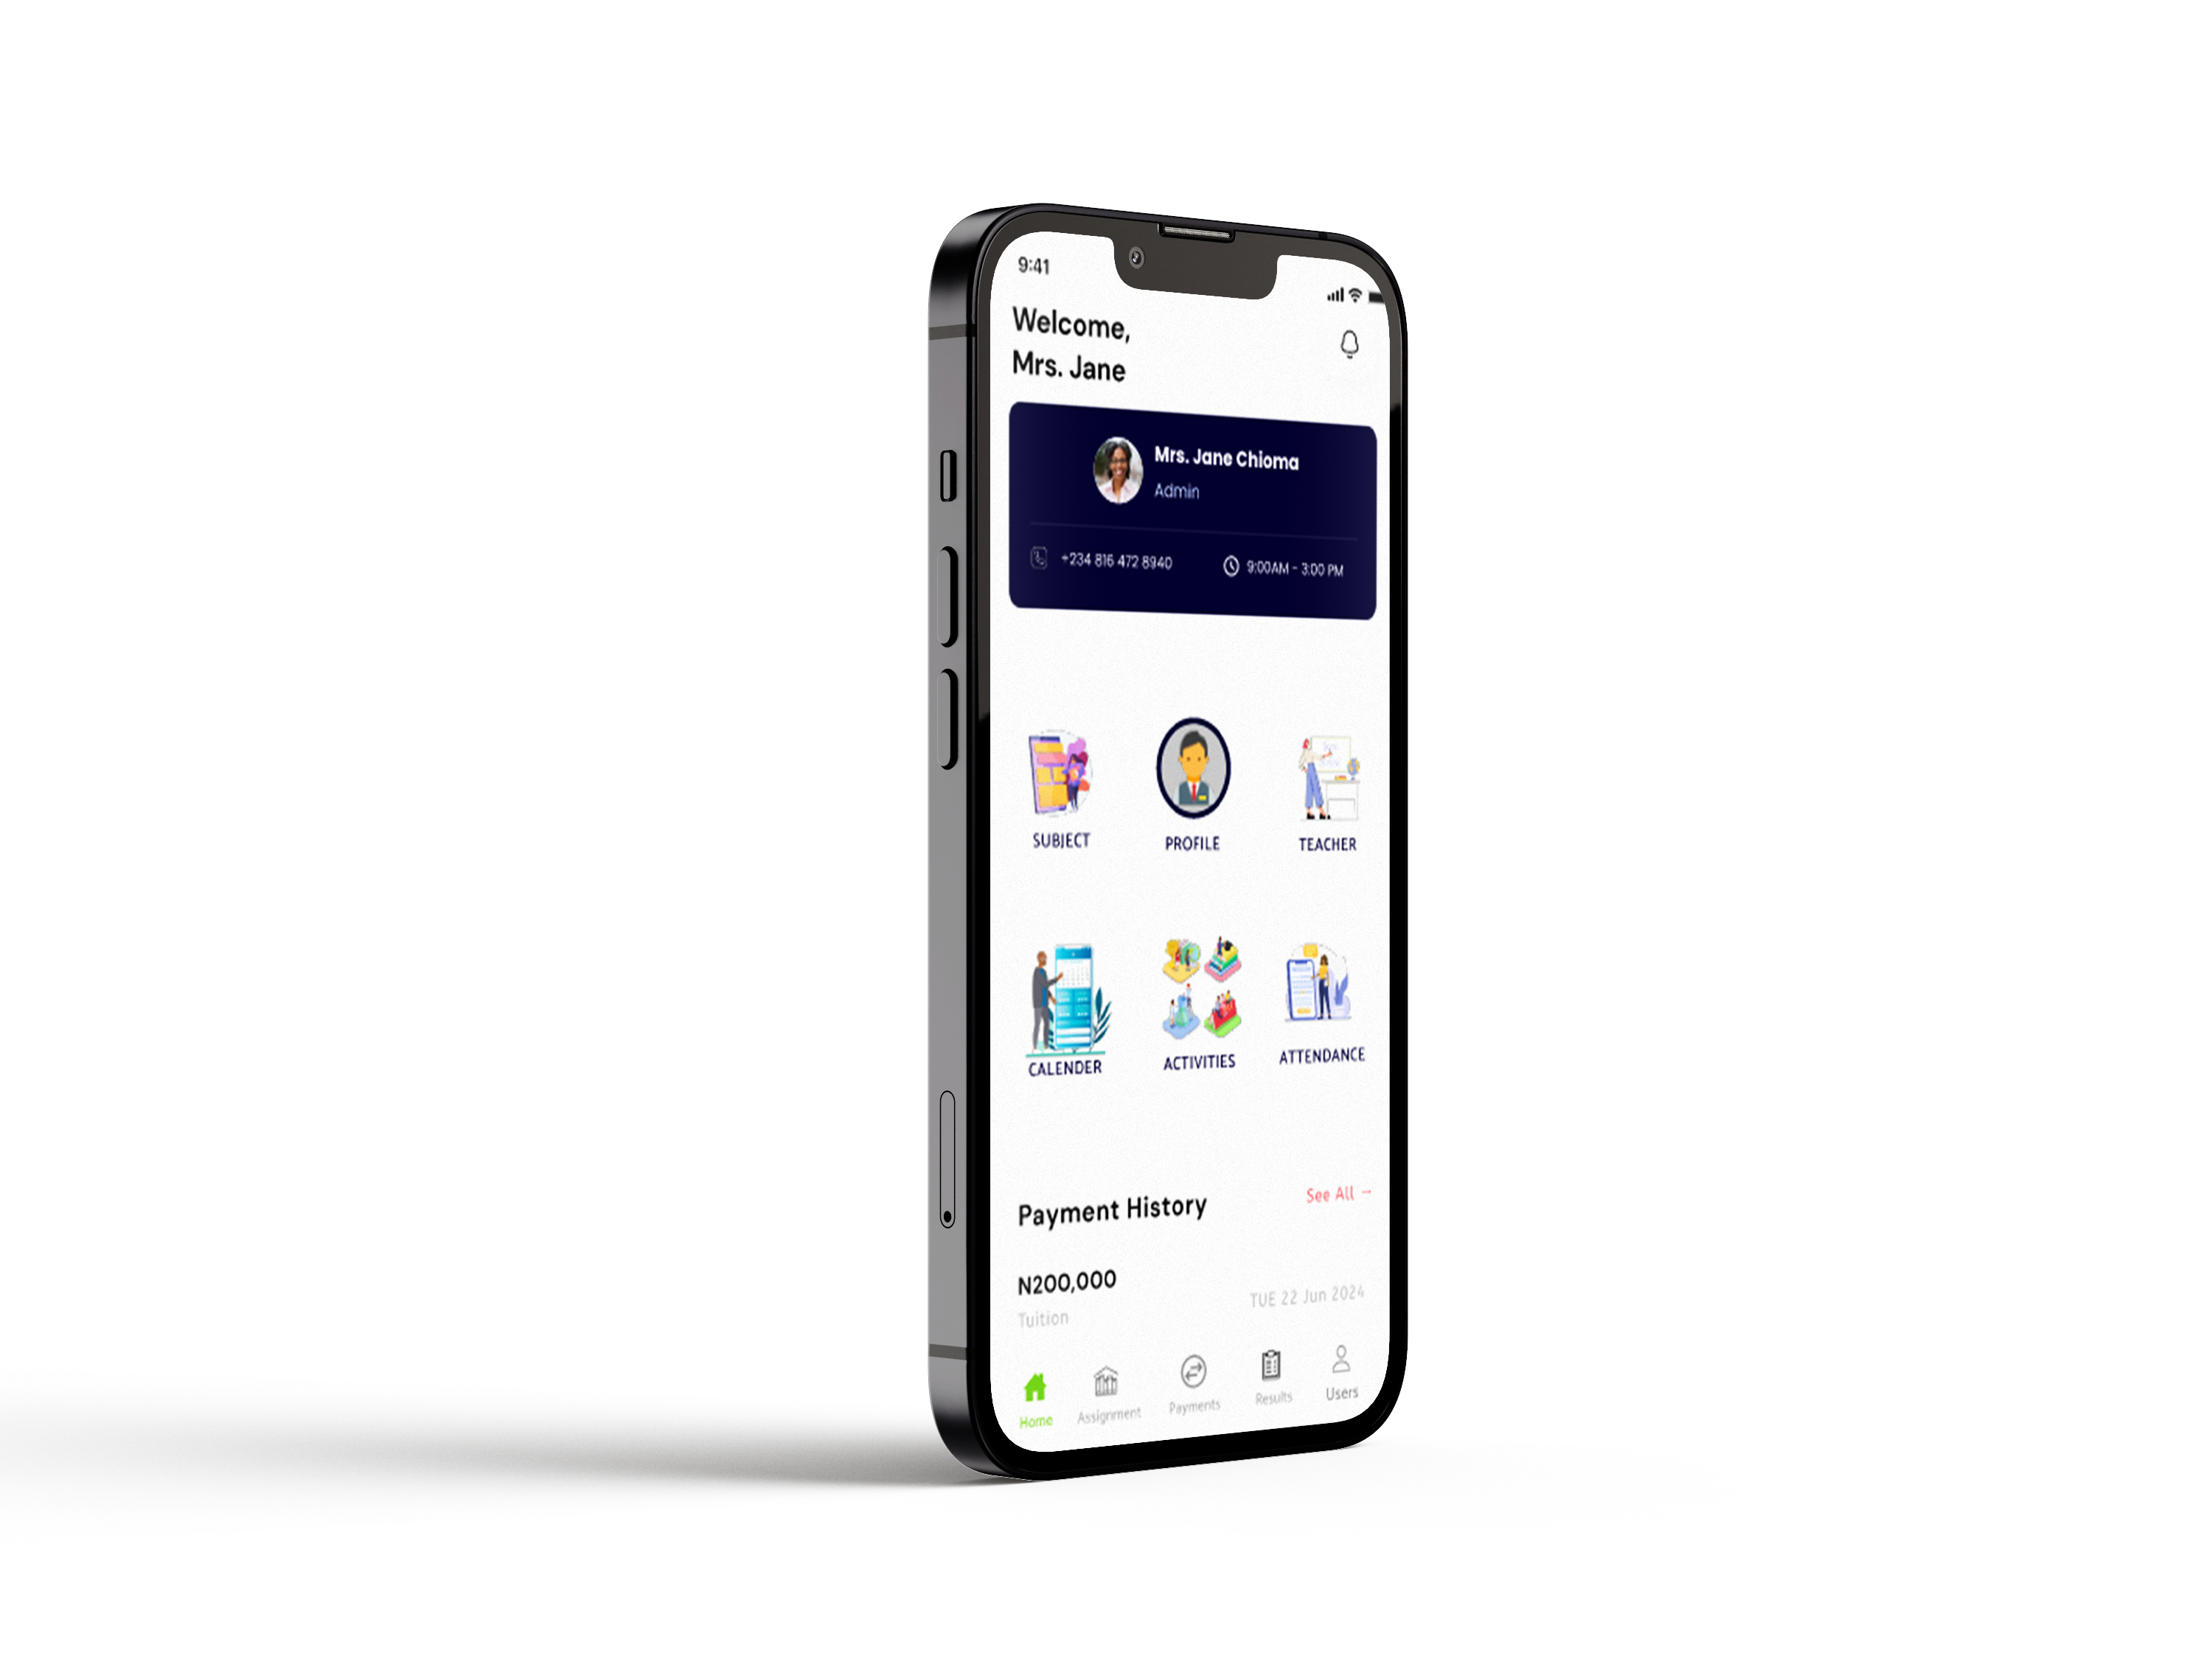 9:41
Welcome,
Mrs. Jane
Mrs. Jane Chioma
Admin
+234 816 472 8940
9:00AM - 3:00 PM
SUBJECT
PROFILE
TEACHER
CALENDER
ACTIVITIES
ATTENDANCE
Payment History
See All →
N200,000
Tuition
TUE 22 Jun 2024
Home
Assignment
Payments
Results
Users